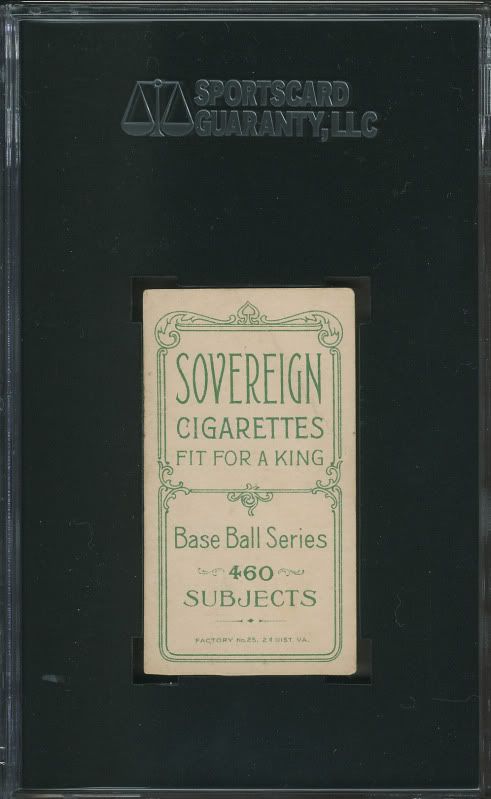 SPORTSCARD
GUARANTY, LLC
SOVEREIGN
CIGARETTES
FIT FOR A KING
Base Ball Series
460
SUBJECTS
FACTORY No. 25, 2d DIST. VA.